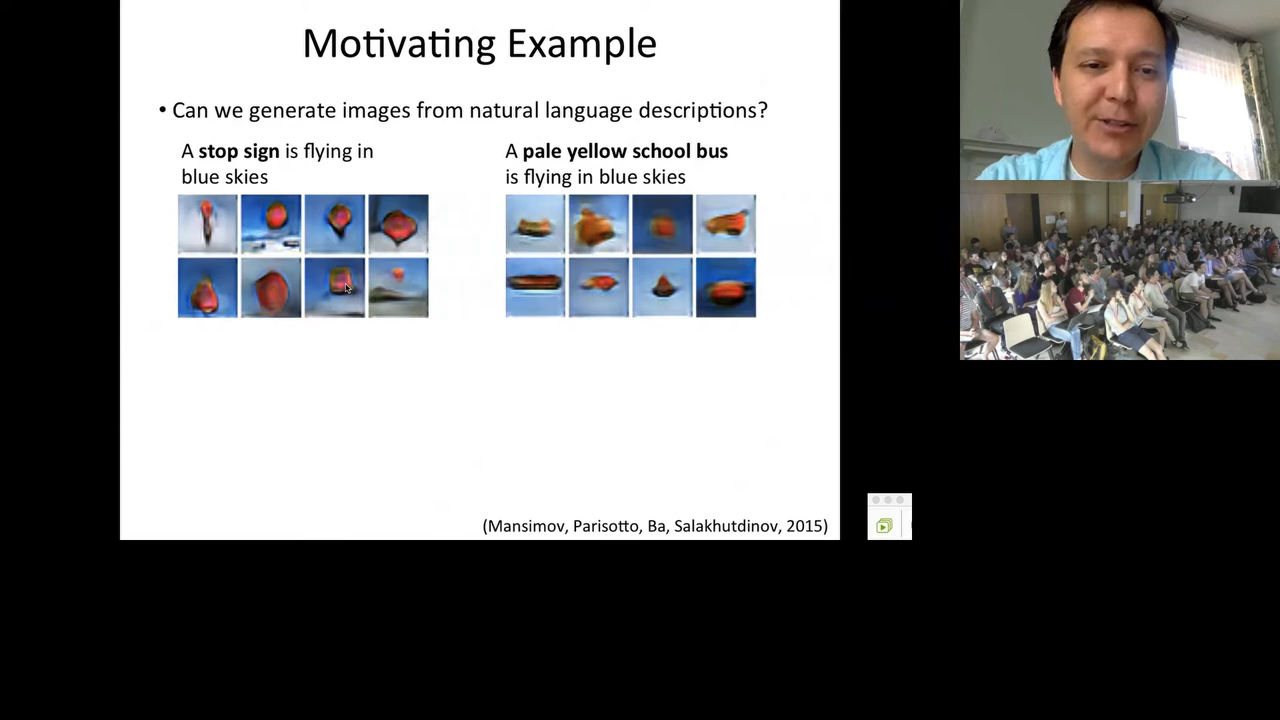 Motivating Example
• Can we generate images from natural language descriptions?
A stop sign is flying in
blue skies
A pale yellow school bus
is flying in blue skies
(Mansimov, Parisotto, Ba, Salakhutdinov, 2015)